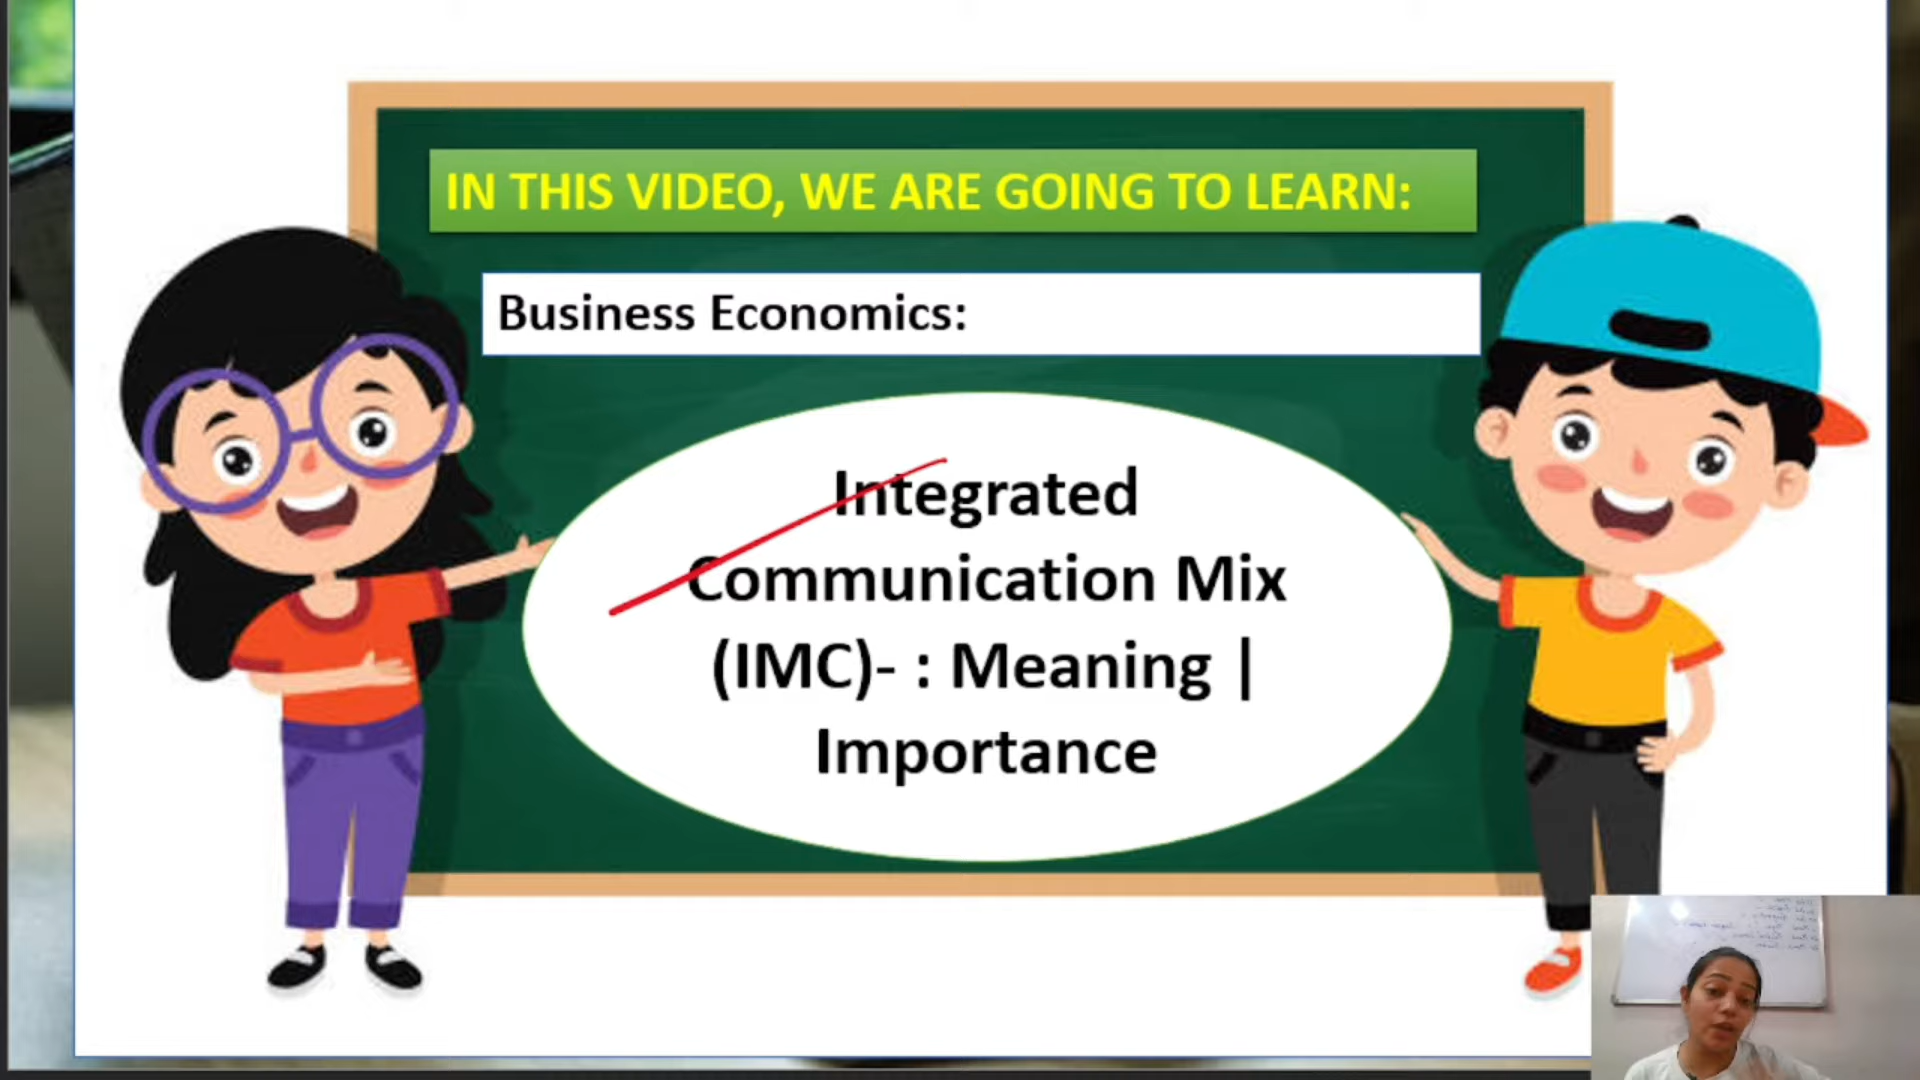 IN THIS VIDEO, WE ARE GOING TO LEARN:
Business Economics:
Integrated
Communication Mix
(IMC)- : Meaning |
Importance